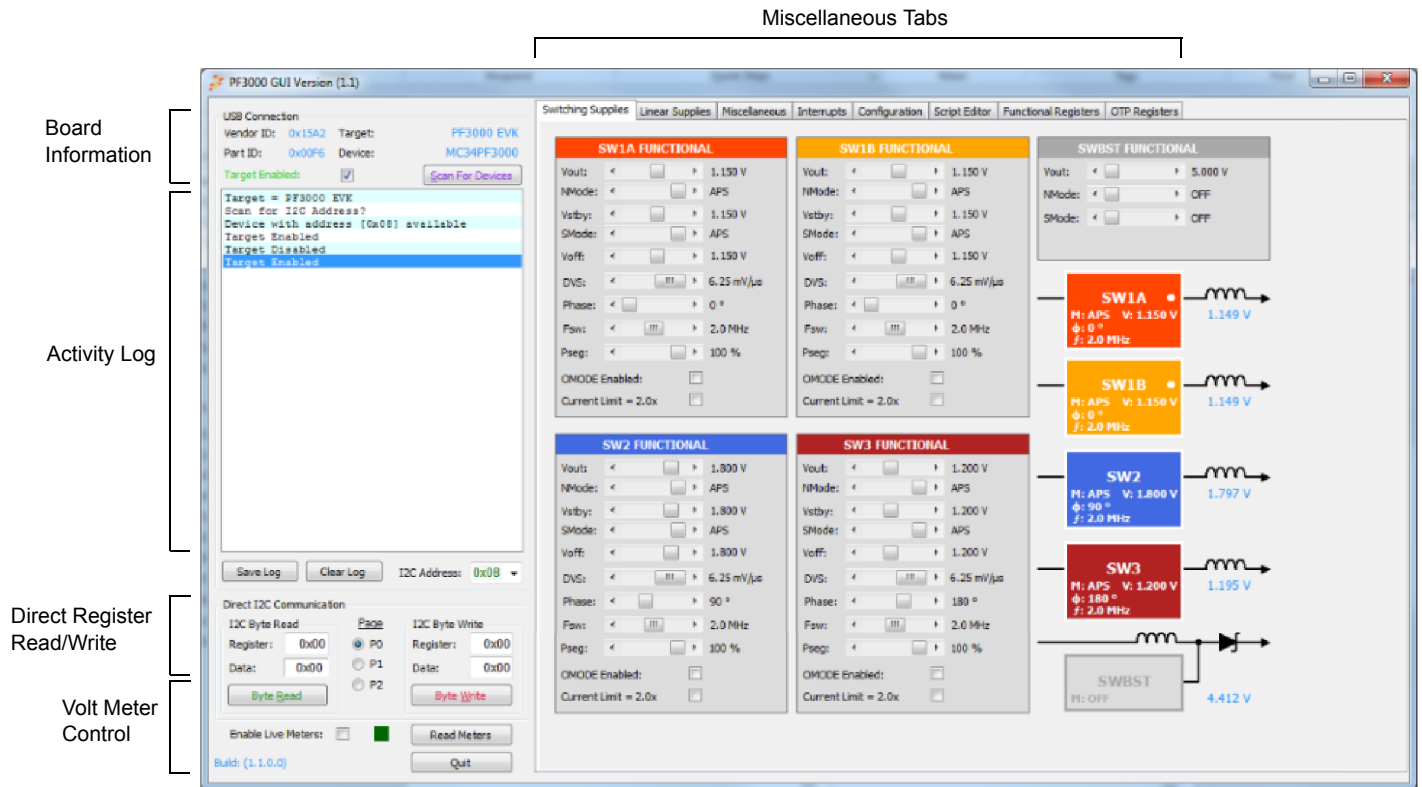 Miscellaneous Tabs
PF3000 GUI Version (1.1)
Board
Information
Activity Log
Direct Register
Read/Write
Volt Meter
Control
USB Connection
Vendor ID: 0x15A2 Target: PF3000 EVK
Part ID: 0x00F6 Device: MC34PF3000
Target Enabled: Scan For Devices
Target = PF3000 EVK
Scan for I2C Address?
Device with address [0x08] available
Target Enabled
Target Disabled
Target Enabled
Save Log Clear Log I2C Address: 0x08
Direct I2C Communication
I2C Byte Read Page I2C Byte Write
Register: 0x00 P0 Register: 0x00
Data: 0x00 P1 Data: 0x00
Byte Read P2 Byte Write
Enable Live Meters: Read Meters
Build: (1.1.0.0) Quit
Switching Supplies Linear Supplies Miscellaneous Interrupts Configuration Script Editor Functional Registers OTP Registers
SW1A FUNCTIONAL
Vout: 1.150 V
NMode: APS
Vstby: 1.150 V
SMode: APS
Voff: 1.150 V
DVS: 6.25 mV/µs
Phase: 0 °
Fsw: 2.0 MHz
Pseg: 100 %
OMODE Enabled:
Current Limit = 2.0x
SW1B FUNCTIONAL
Vout: 1.150 V
NMode: APS
Vstby: 1.150 V
SMode: APS
Voff: 1.150 V
DVS: 6.25 mV/µs
Phase: 0 °
Fsw: 2.0 MHz
Pseg: 100 %
OMODE Enabled:
Current Limit = 2.0x
SWBST FUNCTIONAL
Vout: 5.000 V
NMode: OFF
SMode: OFF
SW2 FUNCTIONAL
Vout: 1.800 V
NMode: APS
Vstby: 1.800 V
SMode: APS
Voff: 1.800 V
DVS: 6.25 mV/µs
Phase: 90 °
Fsw: 2.0 MHz
Pseg: 100 %
OMODE Enabled:
Current Limit = 2.0x
SW3 FUNCTIONAL
Vout: 1.200 V
NMode: APS
Vstby: 1.200 V
SMode: APS
Voff: 1.200 V
DVS: 6.25 mV/µs
Phase: 180 °
Fsw: 2.0 MHz
Pseg: 100 %
OMODE Enabled:
Current Limit = 2.0x
SW1A
M: APS V: 1.150 V
ϕ: 0 °
ƒ: 2.0 MHz
1.149 V
SW1B
M: APS V: 1.150 V
ϕ: 0 °
ƒ: 2.0 MHz
1.149 V
SW2
M: APS V: 1.800 V
ϕ: 90 °
ƒ: 2.0 MHz
1.797 V
SW3
M: APS V: 1.200 V
ϕ: 180 °
ƒ: 2.0 MHz
1.195 V
SWBST
M: OFF
4.412 V